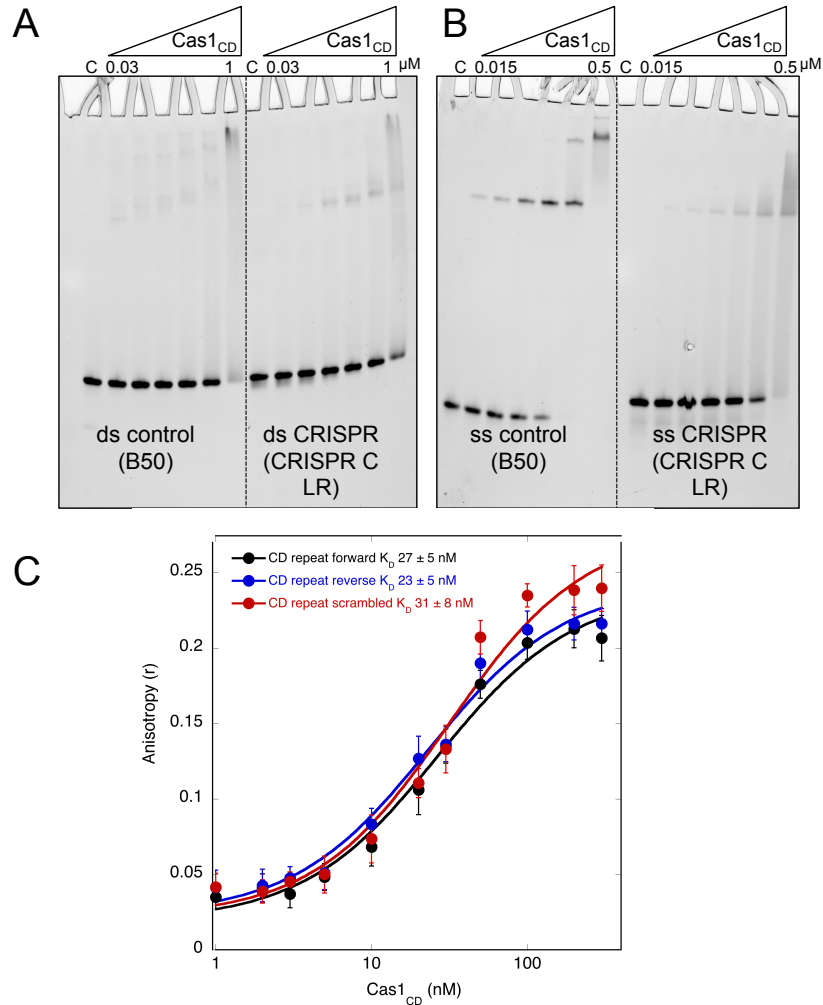 A
Cas1CD
Cas1CD
C 0.03 1 C 0.03 1 μM
ds control
(B50)
ds CRISPR
(CRISPR C
LR)
B
Cas1CD
Cas1CD
C 0.015 0.5 C 0.015 0.5 μM
ss control
(B50)
ss CRISPR
(CRISPR C
LR)
C
CD repeat forward KD 27 ± 5 nM
CD repeat reverse KD 23 ± 5 nM
CD repeat scrambled KD 31 ± 8 nM
Anisotropy (r)
0.25
0.2
0.15
0.1
0.05
0
1 10 100
Cas1CD (nM)